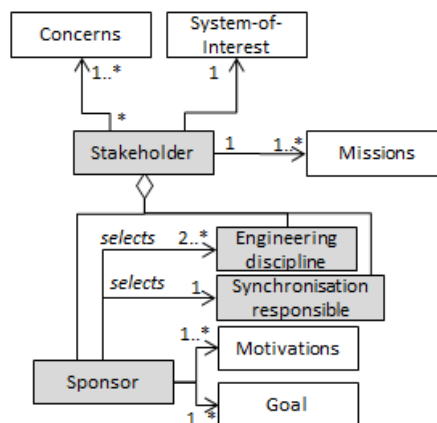 Concerns
System-of-
Interest
1..*
1
*
Stakeholder
1
1..*
Missions
selects
2..*
Engineering
discipline
selects
1
Synchronisation
responsible
1..*
Motivations
Sponsor
1..*
Goal